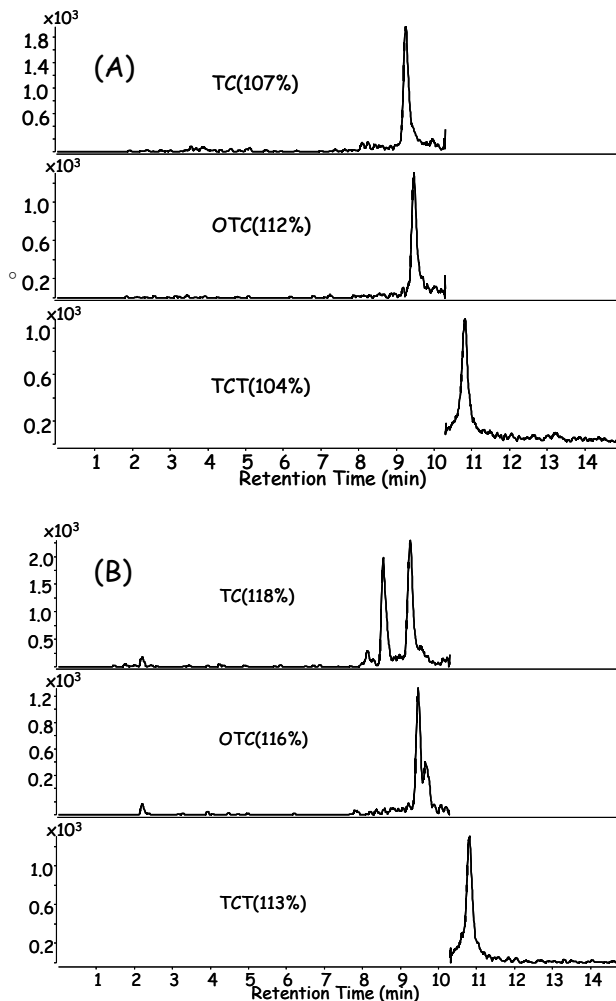 x10³
1.8
1.4
1.0
0.6
(A)
TC(107%)
x10³
1.0
0.6
0.2
OTC(112%)
x10³
1.0
0.6
0.2
TCT(104%)
1 2 3 4 5 6 7 8 9 10 11 12 13 14
Retention Time (min)
x10³
2.0
1.5
1.0
0.5
(B)
TC(118%)
x10³
1.2
0.8
0.6
0.2
OTC(116%)
x10³
1.0
0.6
0.2
TCT(113%)
1 2 3 4 5 6 7 8 9 10 11 12 13 14
Retention Time (min)